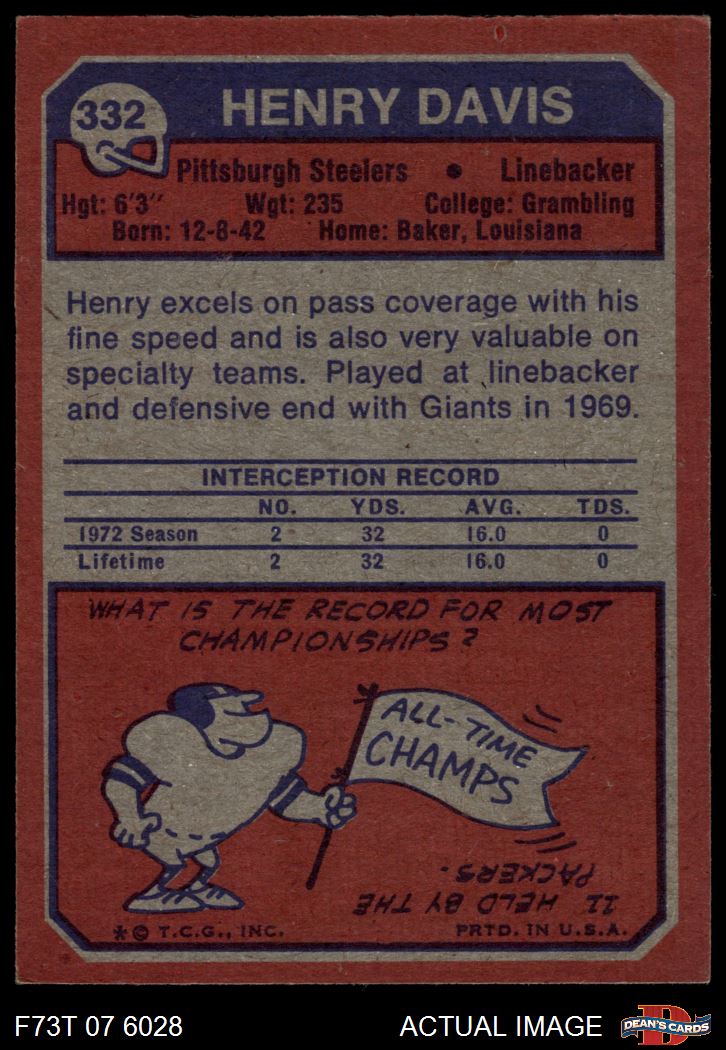 332
HENRY DAVIS
Pittsburgh Steelers • Linebacker
Hgt: 6'3" Wgt: 235 College: Grambling
Born: 12-8-42 Home: Baker, Louisiana
Henry excels on pass coverage with his
fine speed and is also very valuable on
specialty teams. Played at linebacker
and defensive end with Giants in 1969.
INTERCEPTION RECORD
NO. YDS. AVG. TDS.
1972 Season 2 32 16.0 0
Lifetime 2 32 16.0 0
WHAT IS THE RECORD FOR MOST
CHAMPIONSHIPS?
ALL-TIME
CHAMPS
11 HELD BY THE
PACKERS.
*© T.C.G., INC. PRTD. IN U.S.A.
F73T 07 6028 ACTUAL IMAGE
D
DEAN'S CARDS